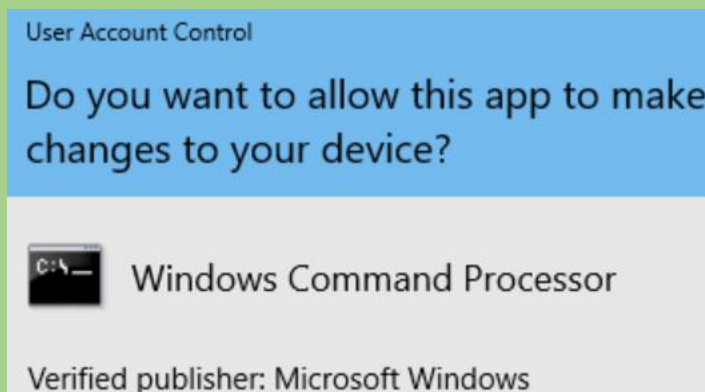 User Account Control
Do you want to allow this app to make
changes to your device?
C:\_
Windows Command Processor
Verified publisher: Microsoft Windows